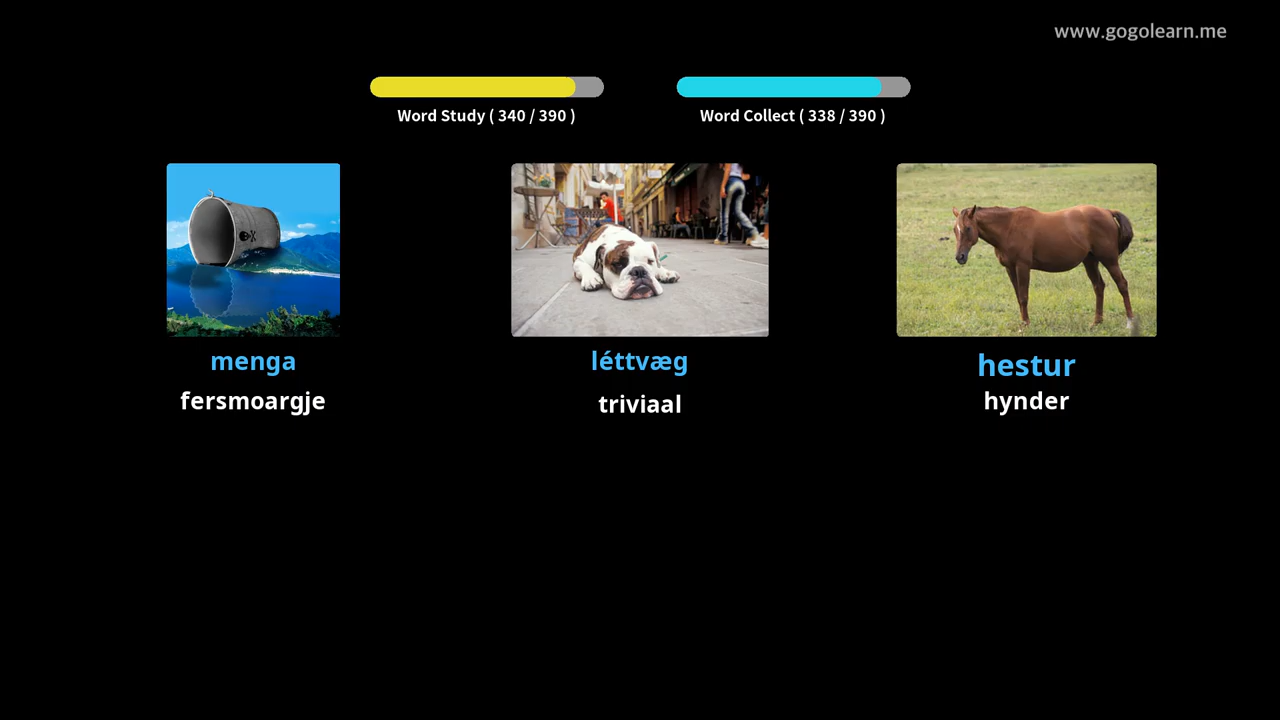 www.gogolearn.me
Word Study ( 340 / 390 )
Word Collect ( 338 / 390 )
menga
fersmoargje
léttvæg
triviaal
hestur
hynder